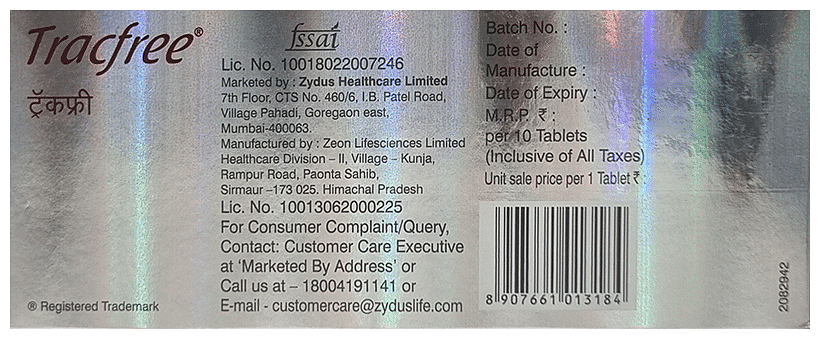 Tracfree®
ट्रॅकफ्री
® Registered Trademark
fssai
Lic. No. 10018022007246
Marketed by : Zydus Healthcare Limited
7th Floor, CTS No. 460/6, I.B. Patel Road,
Village Pahadi, Goregaon east,
Mumbai-400063.
Manufactured by : Zeon Lifesciences Limited
Healthcare Division – II, Village – Kunja,
Rampur Road, Paonta Sahib,
Sirmaur –173 025. Himachal Pradesh
Lic. No. 10013062000225
For Consumer Complaint/Query,
Contact: Customer Care Executive
at ‘Marketed By Address’ or
Call us at – 18004191141 or
E-mail - customercare@zyduslife.com
Batch No. :
Date of
Manufacture :
Date of Expiry :
M.R.P. ₹ :
per 10 Tablets
(Inclusive of All Taxes)
Unit sale price per 1 Tablet ₹ :
8 907661 013184
2082942